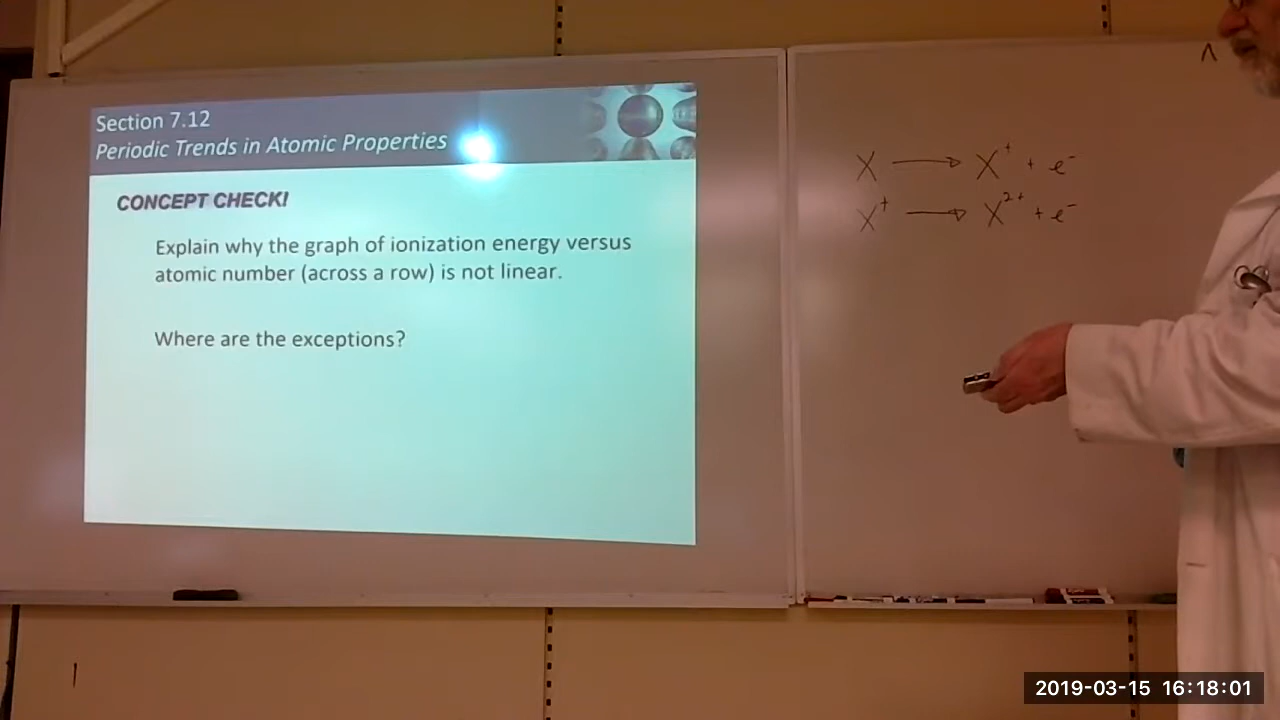 Section 7.12
Periodic Trends in Atomic Properties
CONCEPT CHECK!
Explain why the graph of ionization energy versus
atomic number (across a row) is not linear.
Where are the exceptions?
X → X⁺ + e⁻
X⁺ → X²⁺ + e⁻
2019-03-15 16:18:01